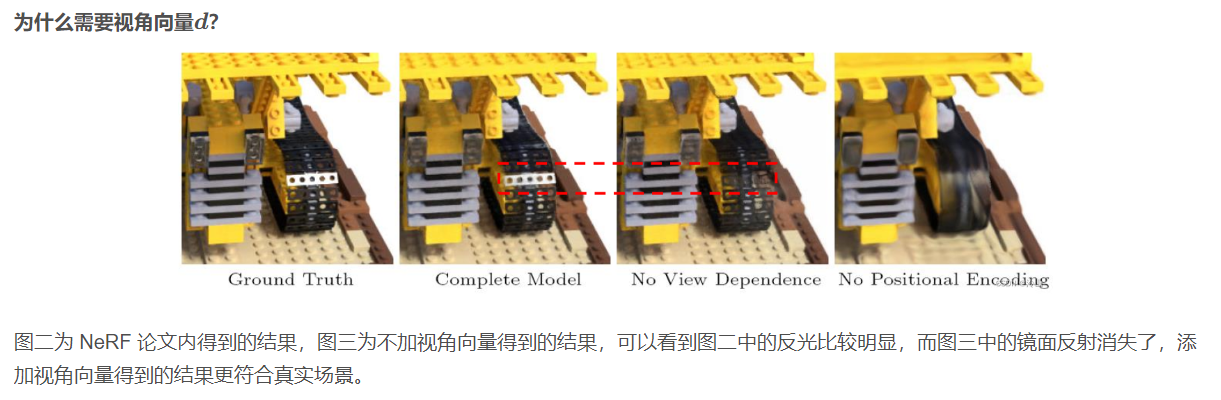 为什么需要视角向量d？
Ground Truth
Complete Model
No View Dependence
No Positional Encoding
图二为 NeRF 论文内得到的结果，图三为不加视角向量得到的结果，可以看到图二中的反光比较明显，而图三中的镜面反射消失了，添
加视角向量得到的结果更符合真实场景。